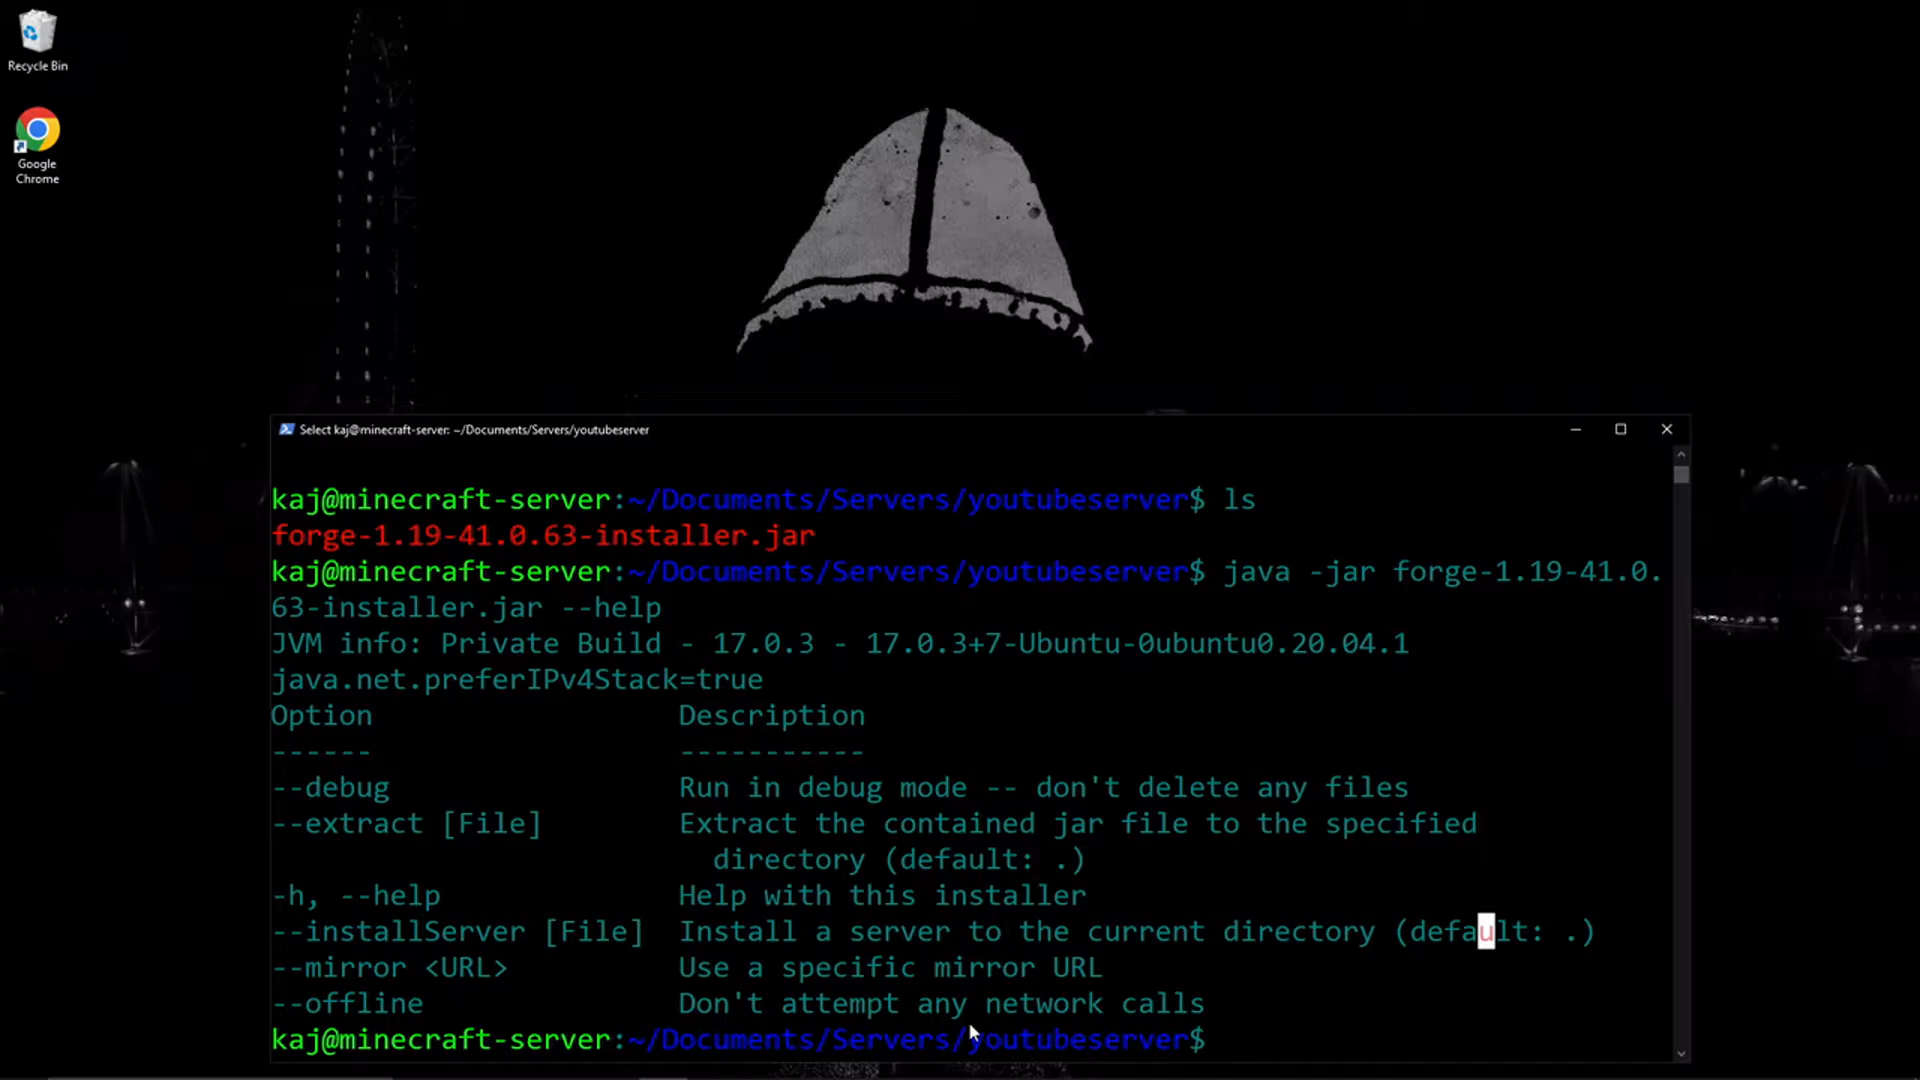 Recycle Bin
Google
Chrome
Select kaj@minecraft-server: ~/Documents/Servers/youtubeserver
kaj@minecraft-server:~/Documents/Servers/youtubeserver$ ls
forge-1.19-41.0.63-installer.jar
kaj@minecraft-server:~/Documents/Servers/youtubeserver$ java -jar forge-1.19-41.0.
63-installer.jar --help
JVM info: Private Build - 17.0.3 - 17.0.3+7-Ubuntu-0ubuntu0.20.04.1
java.net.preferIPv4Stack=true
Option Description
------ -----------
--debug Run in debug mode -- don't delete any files
--extract [File] Extract the contained jar file to the specified
directory (default: .)
-h, --help Help with this installer
--installServer [File] Install a server to the current directory (default: .)
--mirror <URL> Use a specific mirror URL
--offline Don't attempt any network calls
kaj@minecraft-server:~/Documents/Servers/youtubeserver$